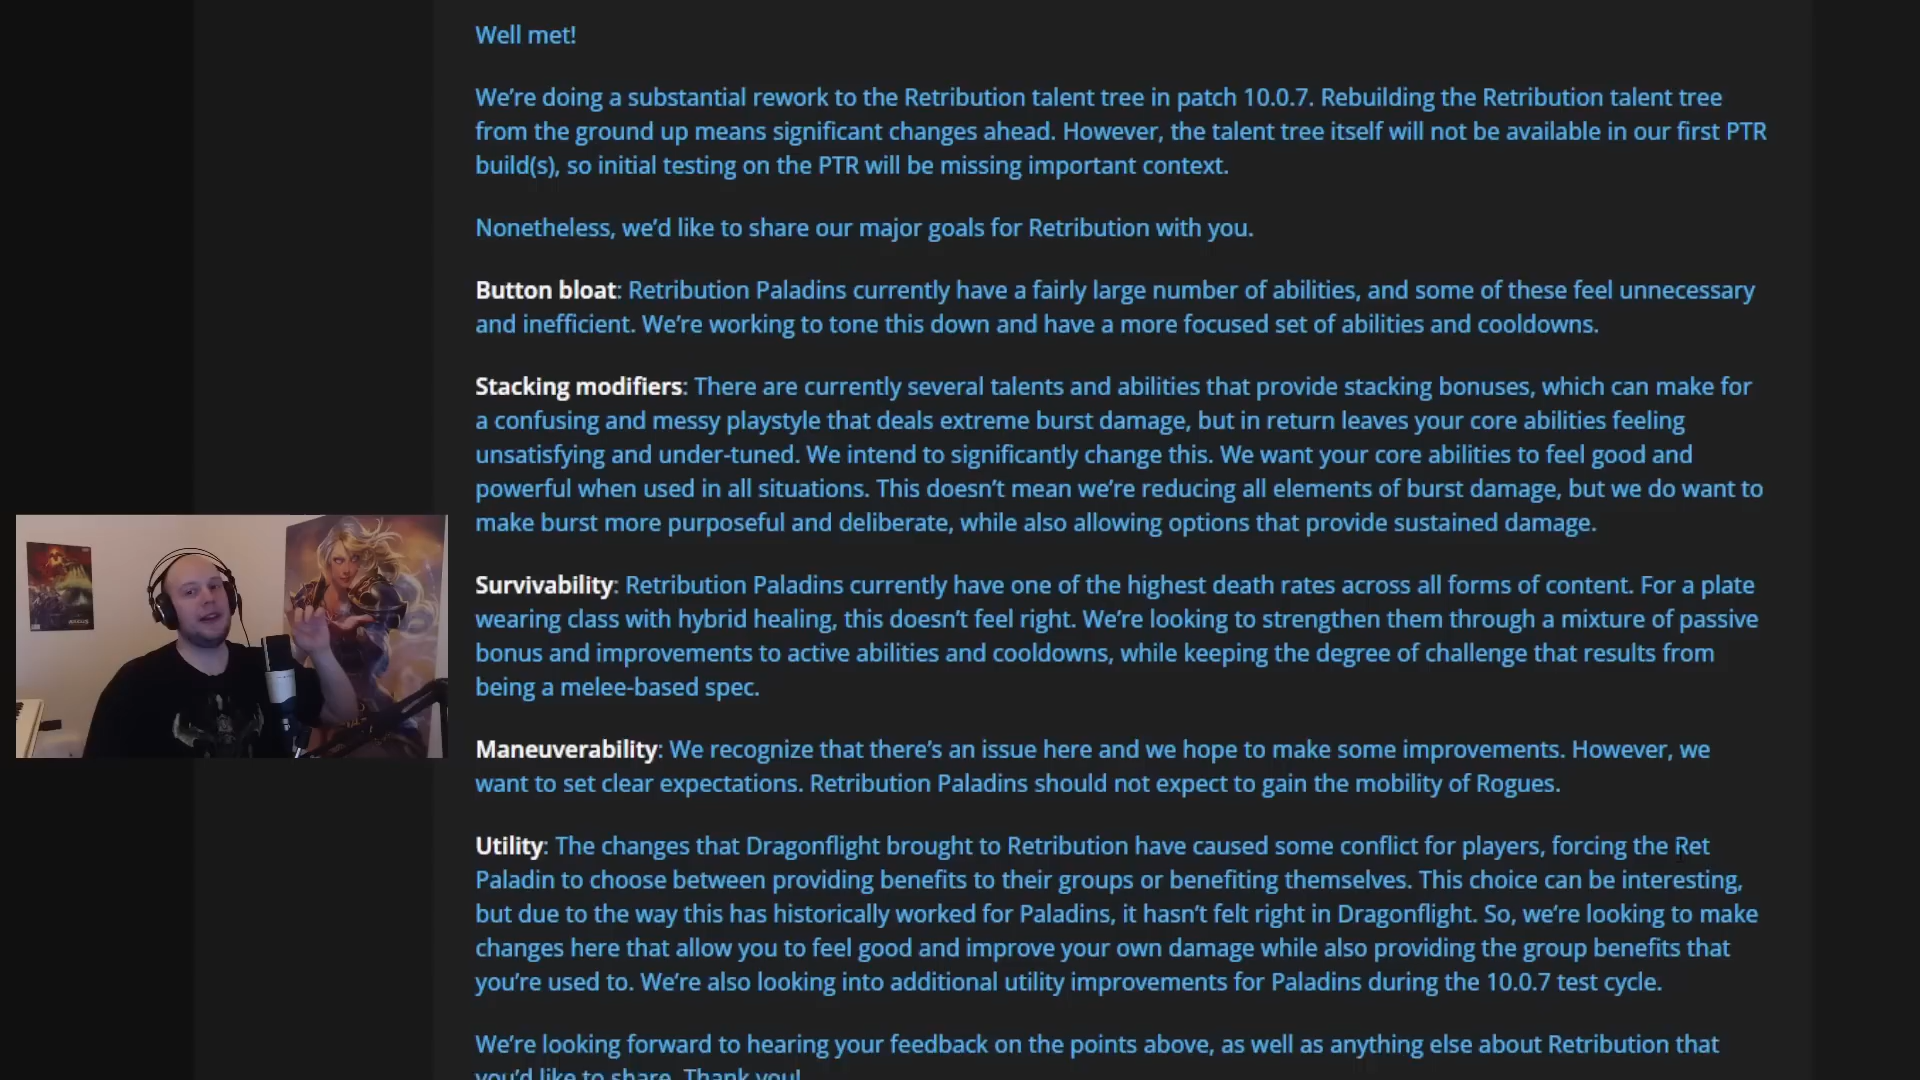 Well met!
We're doing a substantial rework to the Retribution talent tree in patch 10.0.7. Rebuilding the Retribution talent tree
from the ground up means significant changes ahead. However, the talent tree itself will not be available in our first PTR
build(s), so initial testing on the PTR will be missing important context.
Nonetheless, we'd like to share our major goals for Retribution with you.
Button bloat: Retribution Paladins currently have a fairly large number of abilities, and some of these feel unnecessary
and inefficient. We're working to tone this down and have a more focused set of abilities and cooldowns.
Stacking modifiers: There are currently several talents and abilities that provide stacking bonuses, which can make for
a confusing and messy playstyle that deals extreme burst damage, but in return leaves your core abilities feeling
unsatisfying and under-tuned. We intend to significantly change this. We want your core abilities to feel good and
powerful when used in all situations. This doesn't mean we're reducing all elements of burst damage, but we do want to
make burst more purposeful and deliberate, while also allowing options that provide sustained damage.
Survivability: Retribution Paladins currently have one of the highest death rates across all forms of content. For a plate
wearing class with hybrid healing, this doesn't feel right. We're looking to strengthen them through a mixture of passive
bonus and improvements to active abilities and cooldowns, while keeping the degree of challenge that results from
being a melee-based spec.
Maneuverability: We recognize that there's an issue here and we hope to make some improvements. However, we
want to set clear expectations. Retribution Paladins should not expect to gain the mobility of Rogues.
Utility: The changes that Dragonflight brought to Retribution have caused some conflict for players, forcing the Ret
Paladin to choose between providing benefits to their groups or benefiting themselves. This choice can be interesting,
but due to the way this has historically worked for Paladins, it hasn't felt right in Dragonflight. So, we're looking to make
changes here that allow you to feel good and improve your own damage while also providing the group benefits that
you're used to. We're also looking into additional utility improvements for Paladins during the 10.0.7 test cycle.
We're looking forward to hearing your feedback on the points above, as well as anything else about Retribution that
you'd like to share. Thank you!